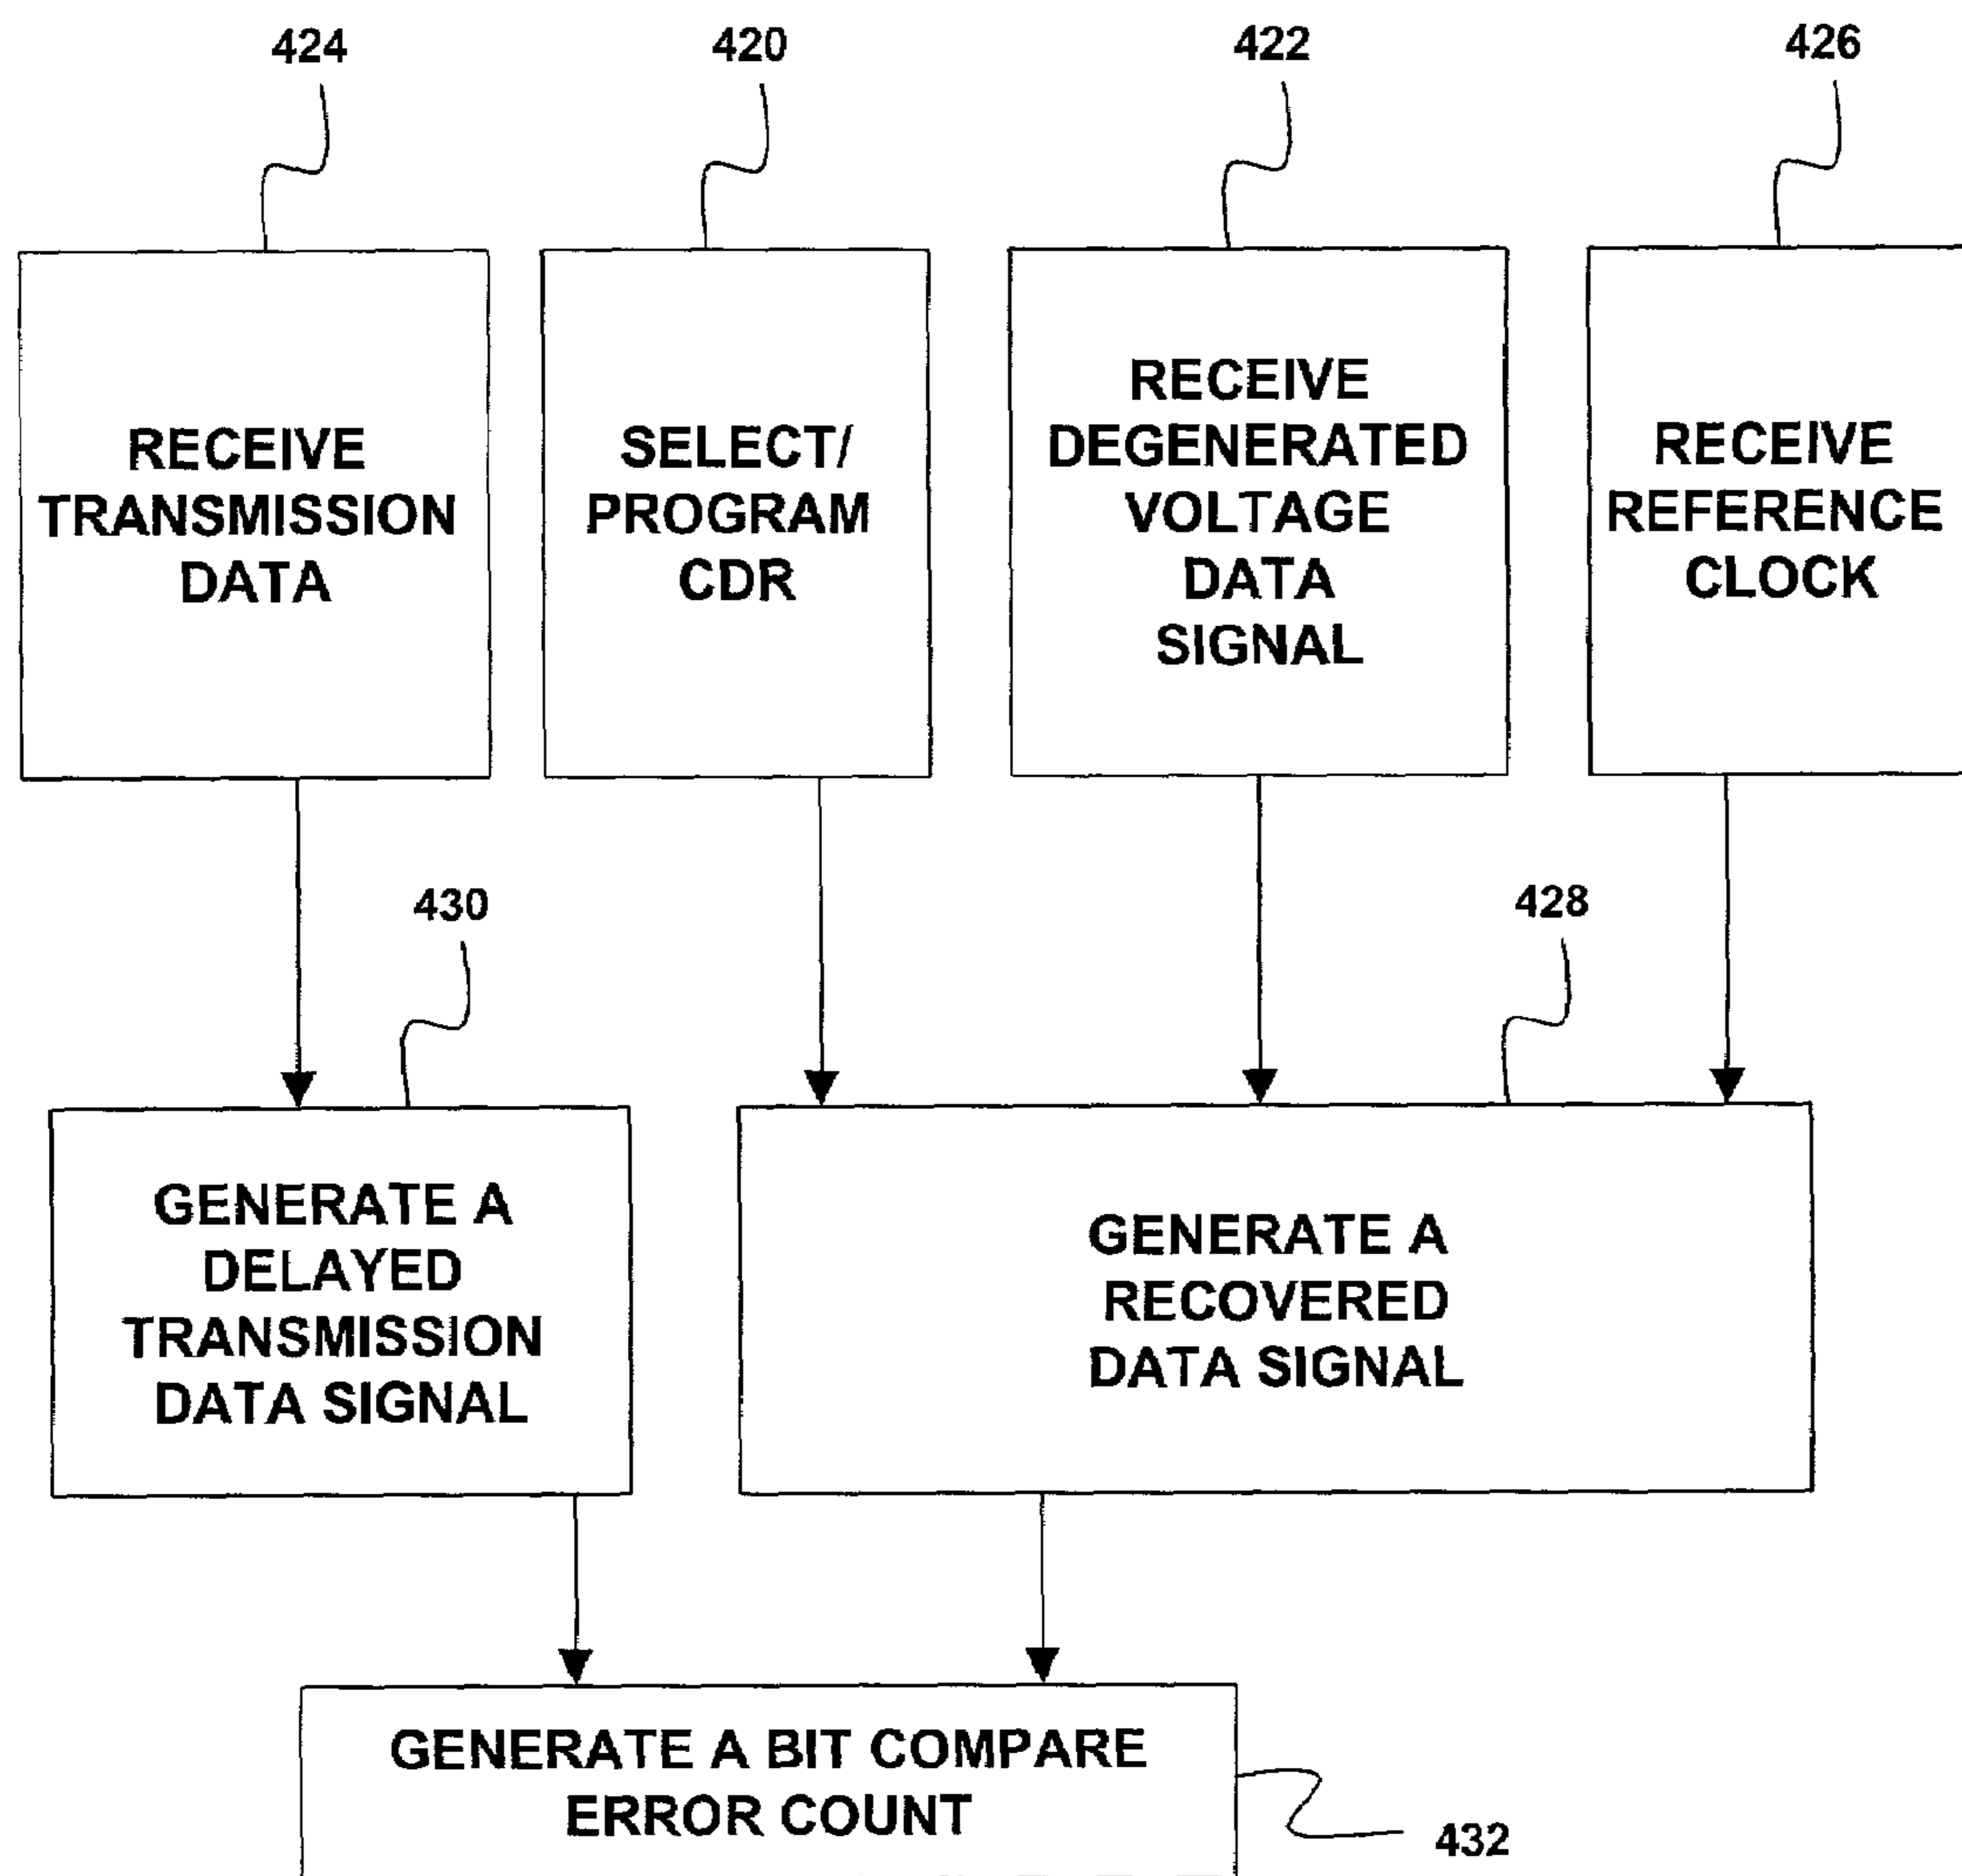 424
420
422
426
RECEIVE
TRANSMISSION
DATA
SELECT/
PROGRAM
CDR
RECEIVE
DEGENERATED
VOLTAGE
DATA
SIGNAL
RECEIVE
REFERENCE
CLOCK
430
428
GENERATE A
DELAYED
TRANSMISSION
DATA SIGNAL
GENERATE A
RECOVERED
DATA SIGNAL
GENERATE A BIT COMPARE
ERROR COUNT
432